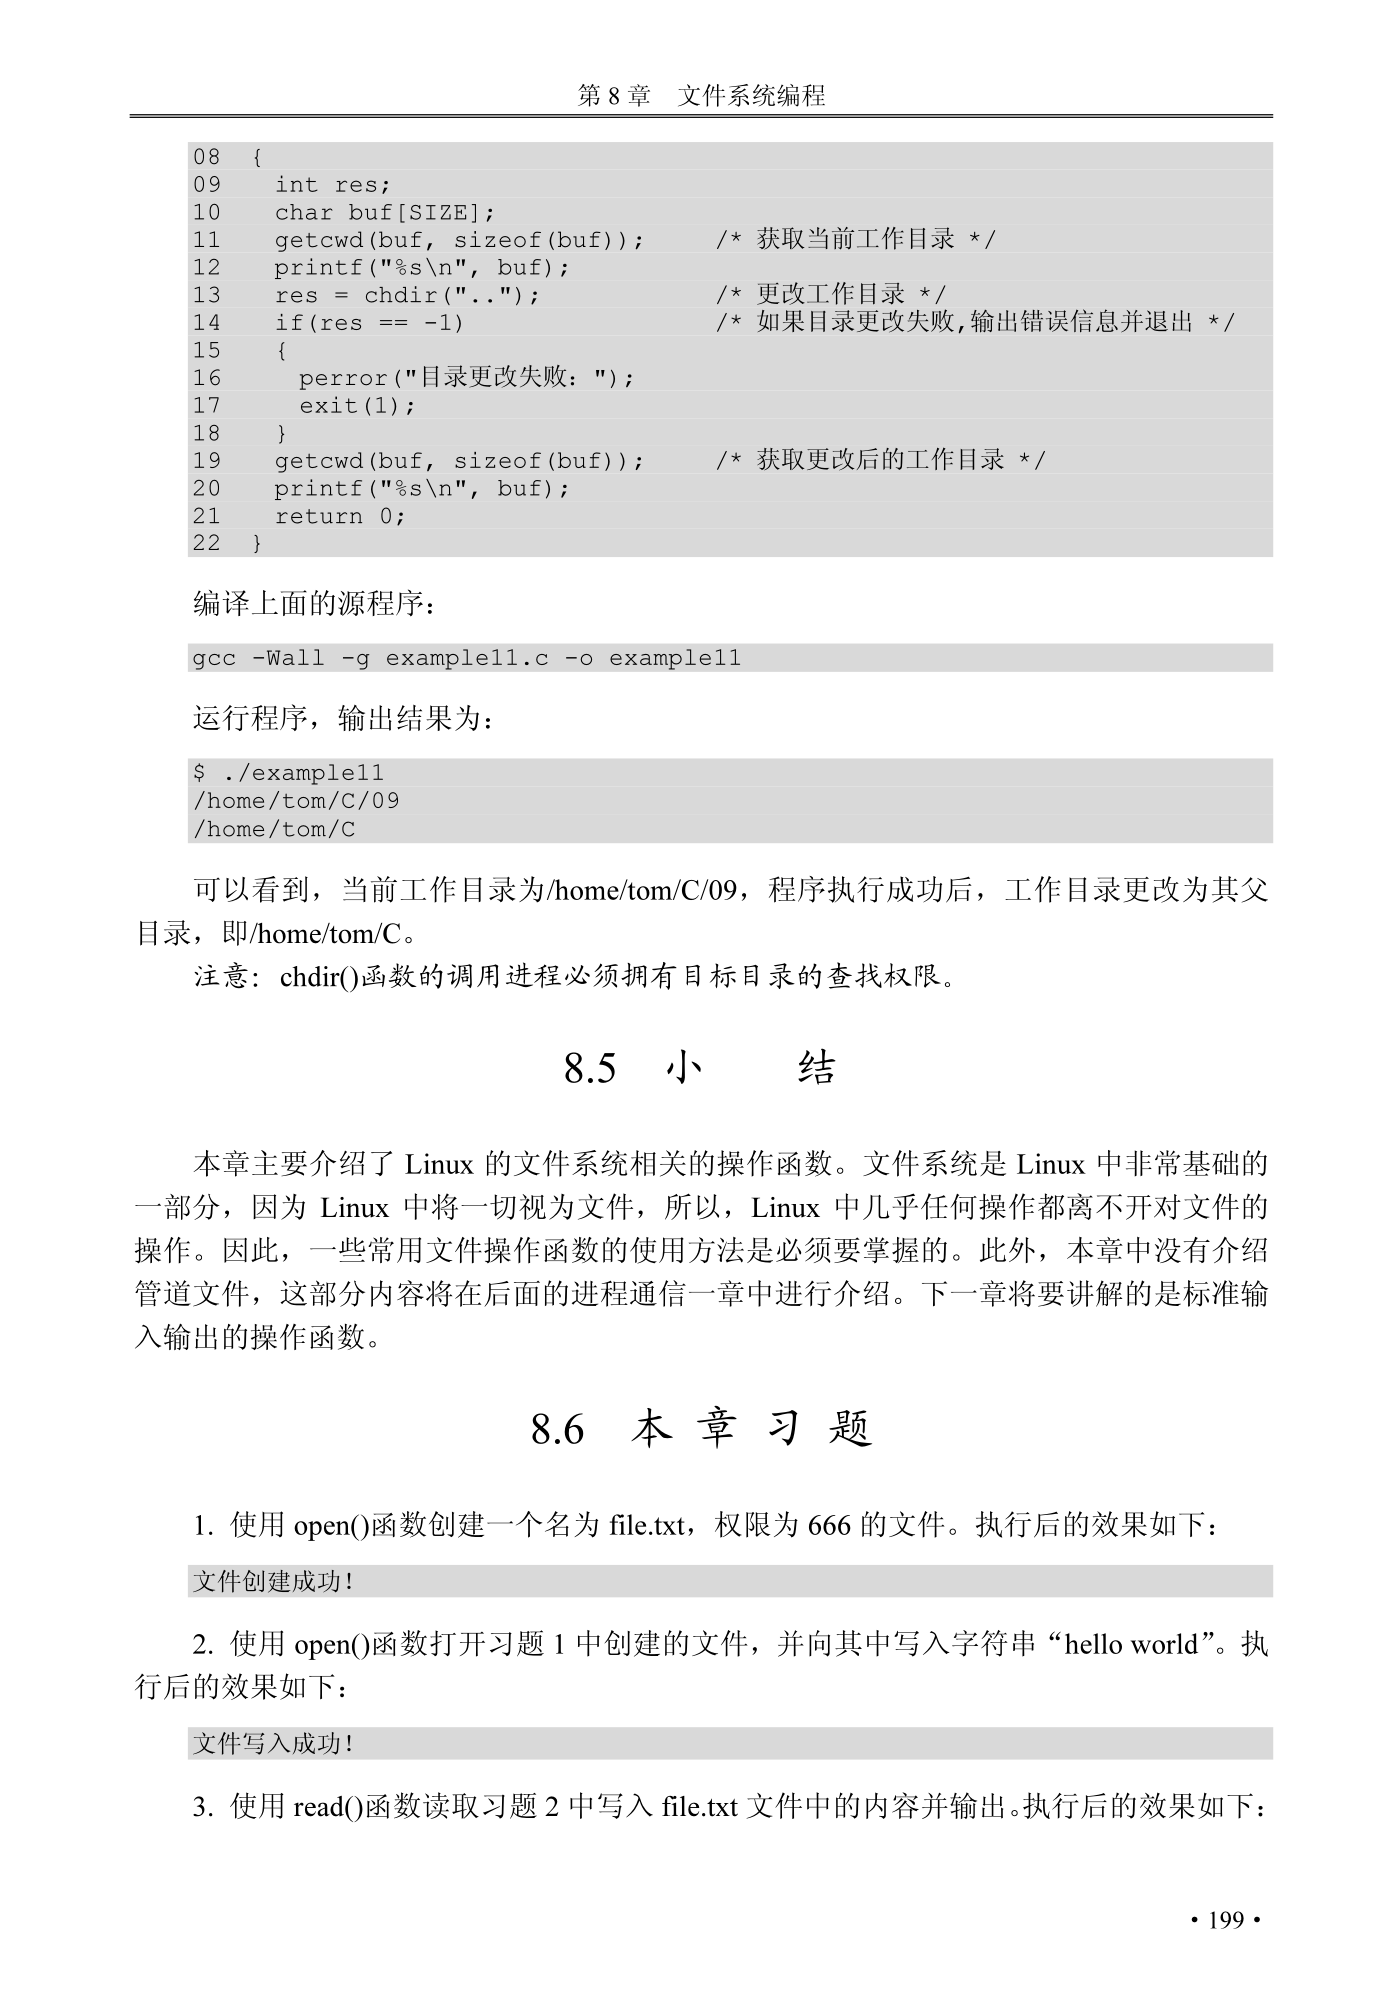 第 8 章 文件系统编程
08 {
09 int res;
10 char buf[SIZE];
11 getcwd(buf, sizeof(buf)); /* 获取当前工作目录 */
12 printf("%s\n", buf);
13 res = chdir(".."); /* 更改工作目录 */
14 if(res == -1) /* 如果目录更改失败,输出错误信息并退出 */
15 {
16 perror("目录更改失败：");
17 exit(1);
18 }
19 getcwd(buf, sizeof(buf)); /* 获取更改后的工作目录 */
20 printf("%s\n", buf);
21 return 0;
22 }
编译上面的源程序：
gcc -Wall -g example11.c -o example11
运行程序，输出结果为：
$ ./example11
/home/tom/C/09
/home/tom/C
可以看到，当前工作目录为/home/tom/C/09，程序执行成功后，工作目录更改为其父
目录，即/home/tom/C。
注意：chdir()函数的调用进程必须拥有目标目录的查找权限。
8.5 小 结
本章主要介绍了 Linux 的文件系统相关的操作函数。文件系统是 Linux 中非常基础的
一部分，因为 Linux 中将一切视为文件，所以，Linux 中几乎任何操作都离不开对文件的
操作。因此，一些常用文件操作函数的使用方法是必须要掌握的。此外，本章中没有介绍
管道文件，这部分内容将在后面的进程通信一章中进行介绍。下一章将要讲解的是标准输
入输出的操作函数。
8.6 本 章 习 题
1. 使用 open()函数创建一个名为 file.txt，权限为 666 的文件。执行后的效果如下：
文件创建成功！
2. 使用 open()函数打开习题 1 中创建的文件，并向其中写入字符串“hello world”。执
行后的效果如下：
文件写入成功！
3. 使用 read()函数读取习题 2 中写入 file.txt 文件中的内容并输出。执行后的效果如下：
• 199 •